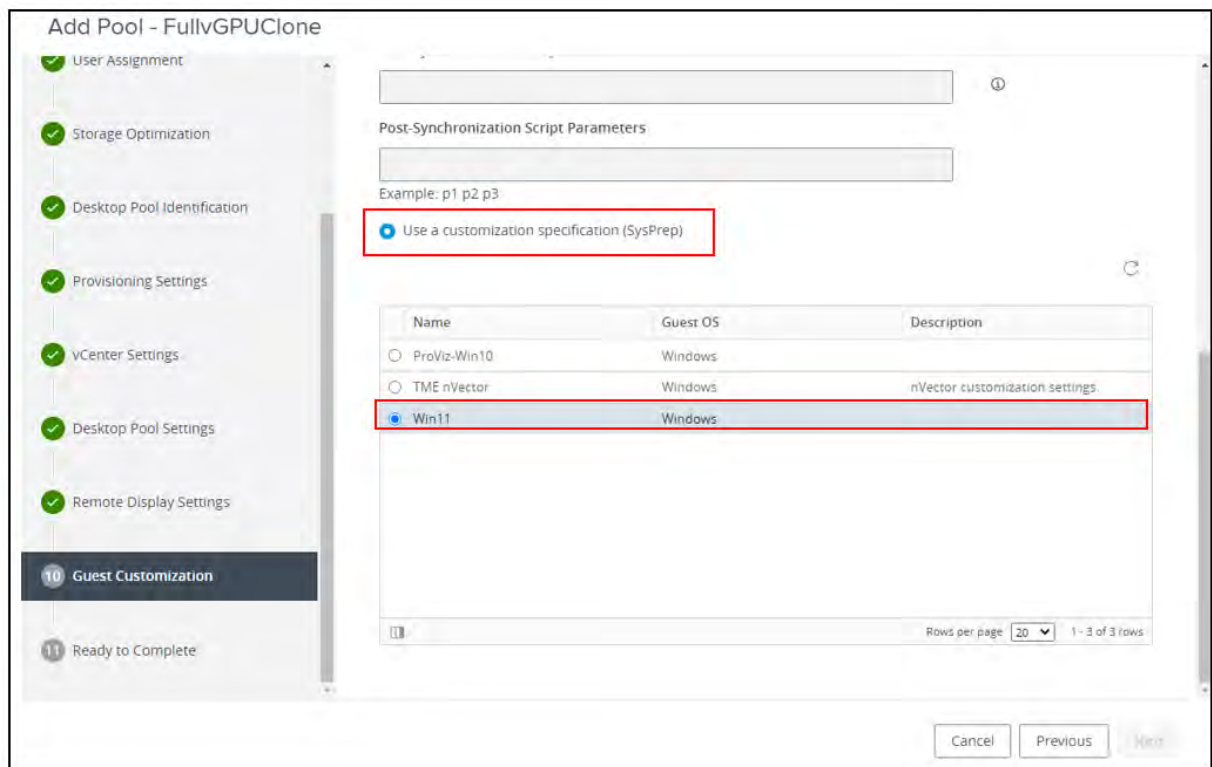 Add Pool - FullvGPUClone
User Assignment
Storage Optimization
Desktop Pool Identification
Provisioning Settings
vCenter Settings
Desktop Pool Settings
Remote Display Settings
10 Guest Customization
11 Ready to Complete
Post-Synchronization Script Parameters
Example: p1 p2 p3
Use a customization specification (SysPrep)
Name Guest OS Description
ProViz-Win10 Windows
TME nVector Windows nVector customization settings
Win11 Windows
Rows per page 20 1 - 3 of 3 rows
Cancel Previous Next